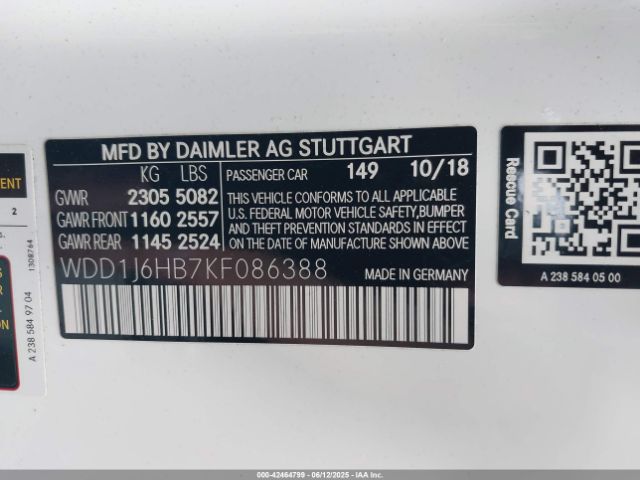 MFD BY DAIMLER AG STUTTGART
KG LBS
GVWR 2305 5082
GAWR FRONT 1160 2557
GAWR REAR 1145 2524
PASSENGER CAR 149 10/18
THIS VEHICLE CONFORMS TO ALL APPLICABLE
U.S. FEDERAL MOTOR VEHICLE SAFETY,BUMPER
AND THEFT PREVENTION STANDARDS IN EFFECT
ON THE DATE OF MANUFACTURE SHOWN ABOVE.
WDD1J6HB7KF086388
MADE IN GERMANY
Rescue Card
A 238 584 05 00
2
1308764
A 238 584 97 04
000-42464799 - 06/12/2025 - IAAI.COM